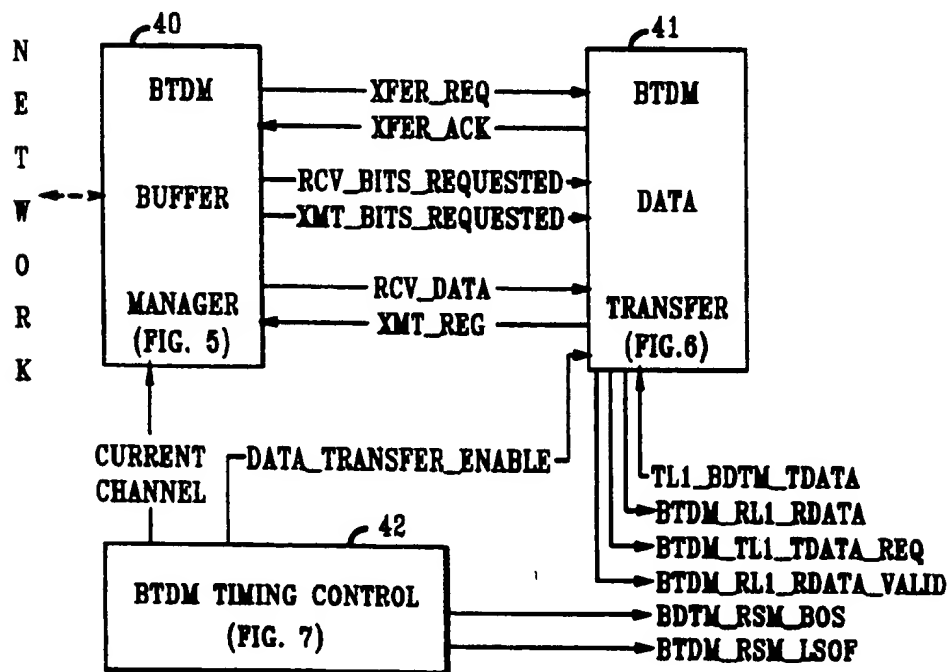 NETWORK
40
BTDM
BUFFER
MANAGER
(FIG. 5)
XFER_REQ
XFER_ACK
RCV_BITS_REQUESTED
XMT_BITS_REQUESTED
RCV_DATA
XMT_REG
41
BTDM
DATA
TRANSFER
(FIG.6)
CURRENT
CHANNEL
DATA_TRANSFER_ENABLE
TL1_BDTM_TDATA
BTDM_RL1_RDATA
BTDM_TL1_TDATA_REQ
BTDM_RL1_RDATA_VALID
BDTM_RSM_BOS
BTDM_RSM_LSOF
42
BTDM TIMING CONTROL
(FIG. 7)